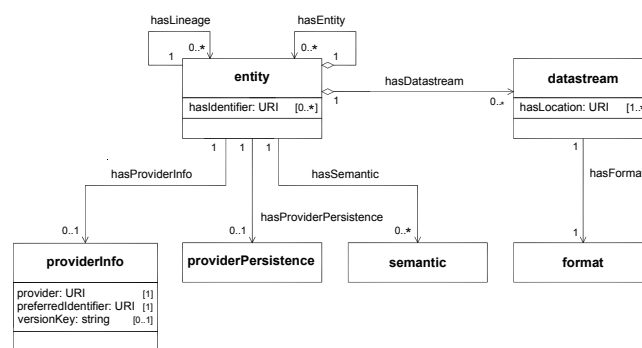 hasLineage
hasEntity
1
0..*
0..*
1
entity
hasIdentifier: URI [0..*]
1
hasDatastream
0..*
datastream
hasLocation: URI [1..*
1
1
1
1
hasProviderInfo
hasSemantic
hasForma
hasProviderPersistence
0..1
0..1
0..*
1
providerInfo
providerPersistence
semantic
format
provider: URI [1]
preferredIdentifier: URI [1]
versionKey: string [0..1]